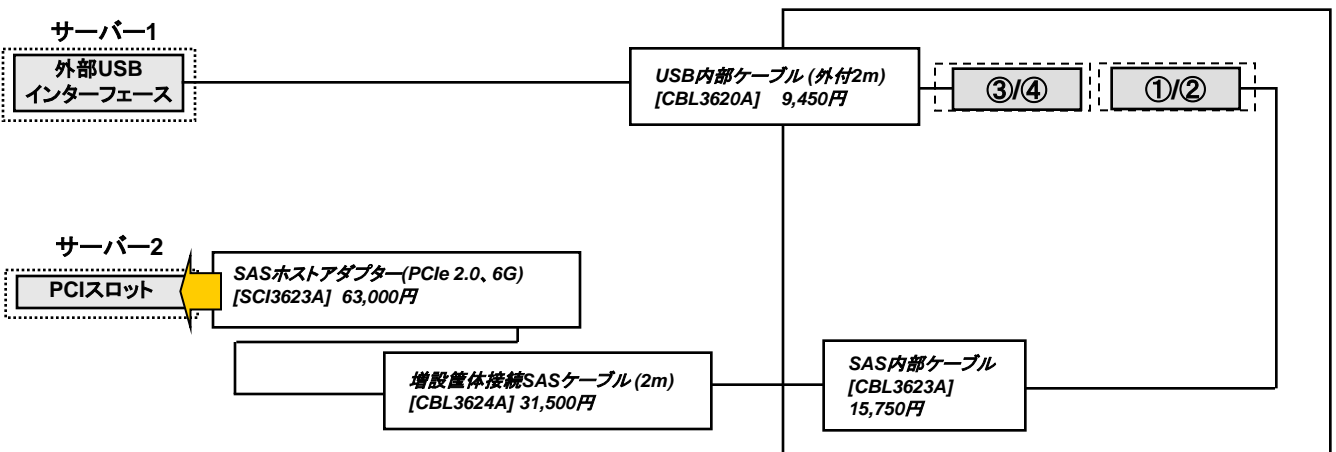 サーバー1
外部USB
インターフェース
USB内部ケーブル (外付2m)
[CBL3620A] 9,450円
③/④
①/②
サーバー2
PCIスロット
SASホストアダプター(PCIe 2.0、6G)
[SCI3623A] 63,000円
増設筐体接続SASケーブル (2m)
[CBL3624A] 31,500円
SAS内部ケーブル
[CBL3623A]
15,750円